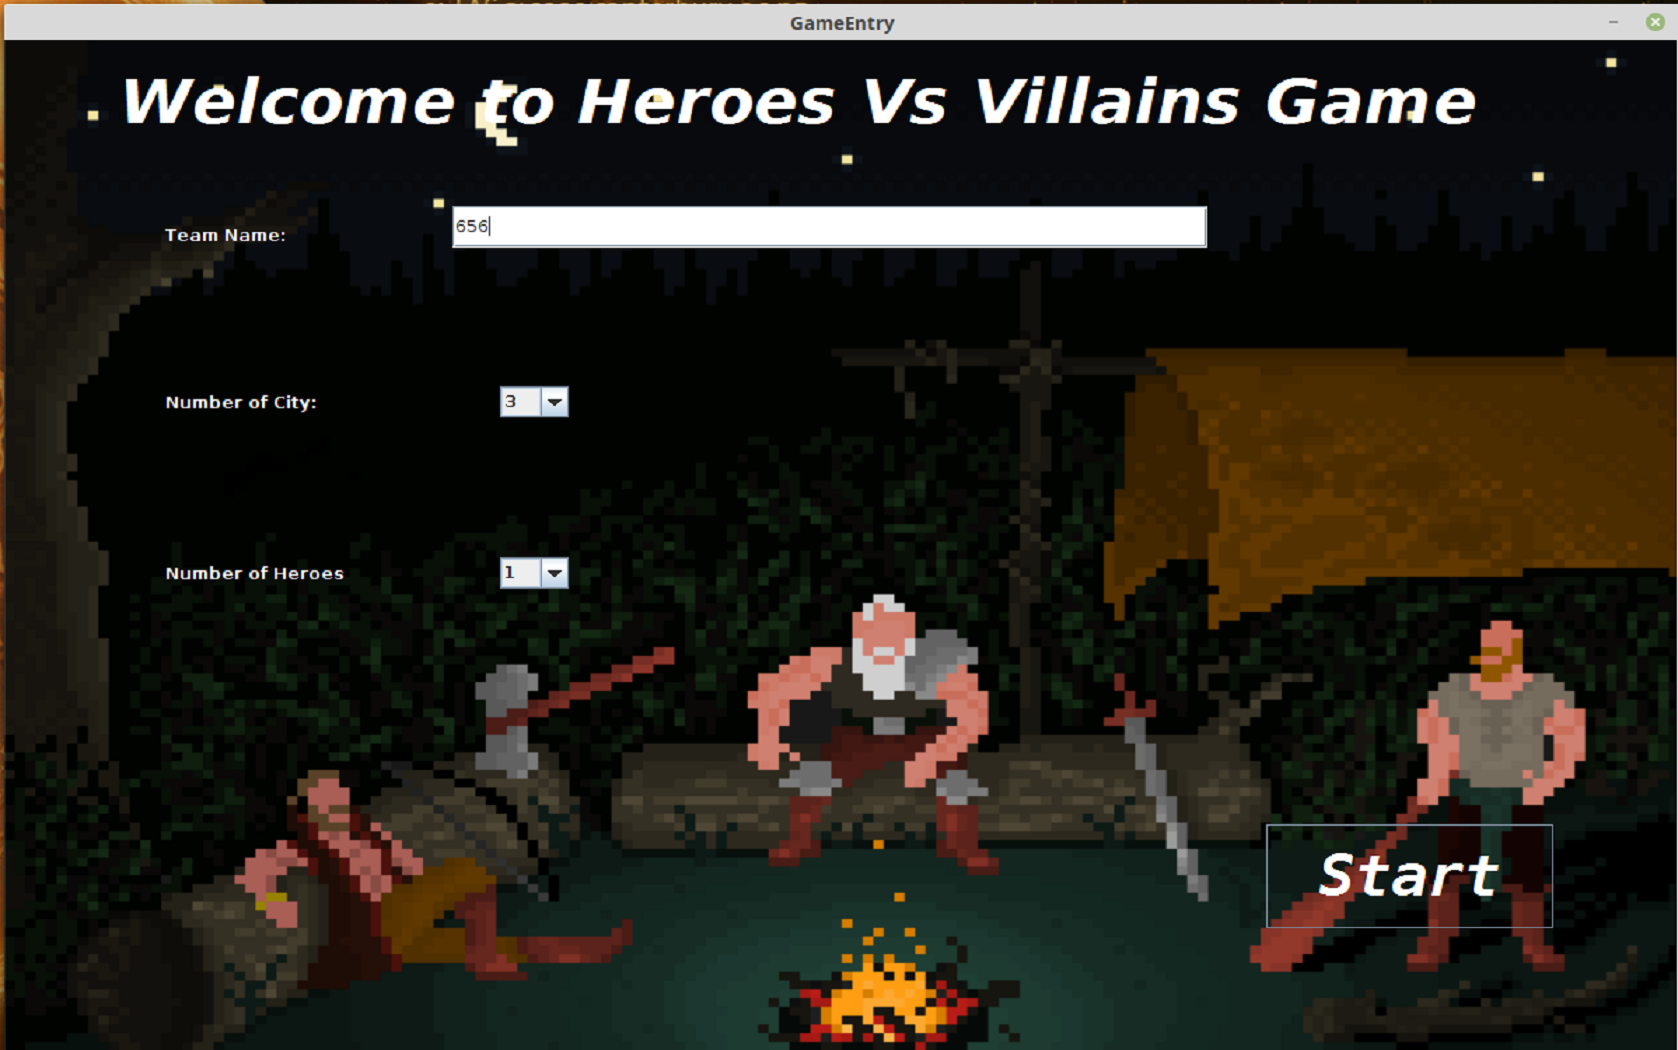 GameEntry
Welcome to Heroes Vs Villains Game
Team Name:
656
Number of City:
3
Number of Heroes
1
Start